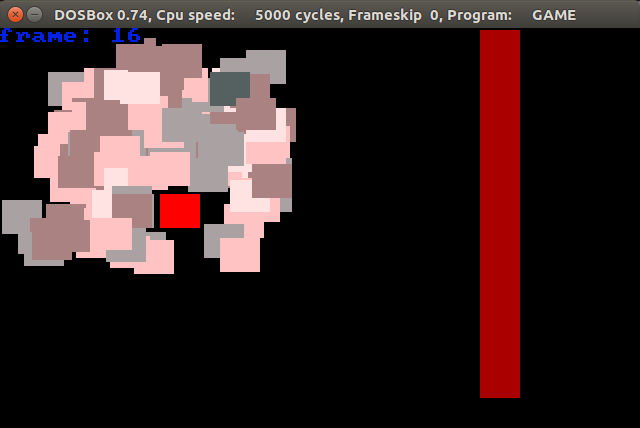 DOSBox 0.74, Cpu speed: 5000 cycles, Frameskip 0, Program: GAME
frame: 16